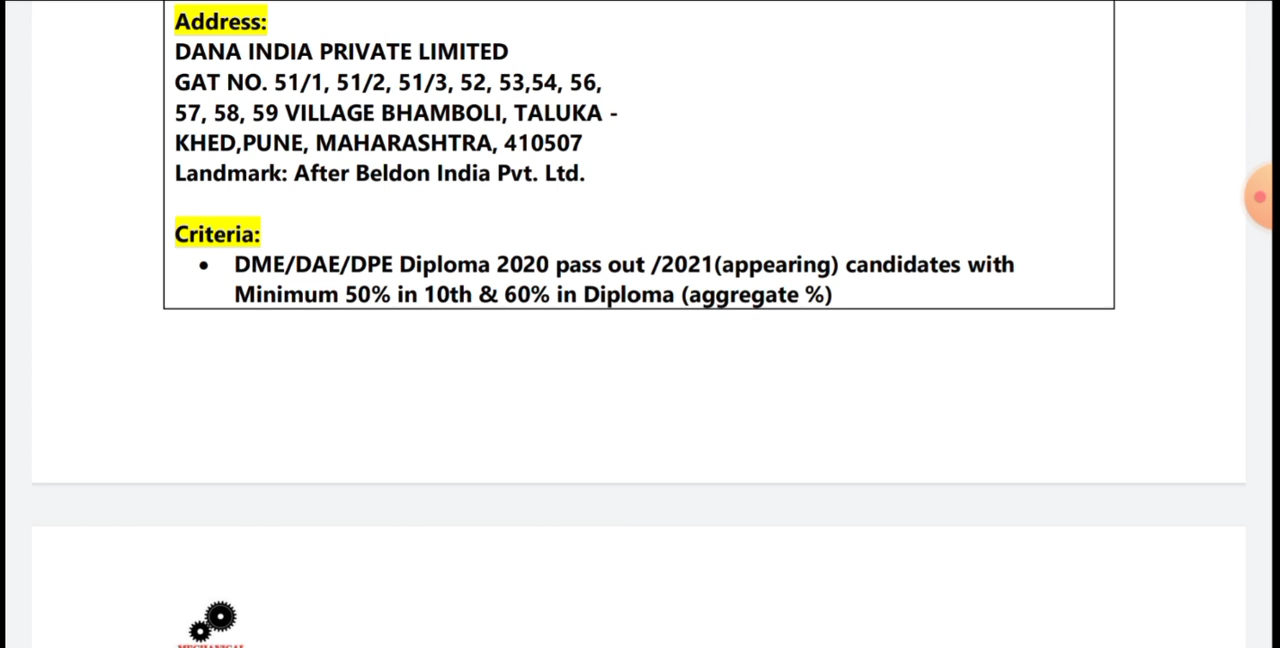 Address:
DANA INDIA PRIVATE LIMITED
GAT NO. 51/1, 51/2, 51/3, 52, 53,54, 56,
57, 58, 59 VILLAGE BHAMBOLI, TALUKA -
KHED,PUNE, MAHARASHTRA, 410507
Landmark: After Beldon India Pvt. Ltd.
Criteria:
• DME/DAE/DPE Diploma 2020 pass out /2021(appearing) candidates with
Minimum 50% in 10th & 60% in Diploma (aggregate %)
MECHANICAL